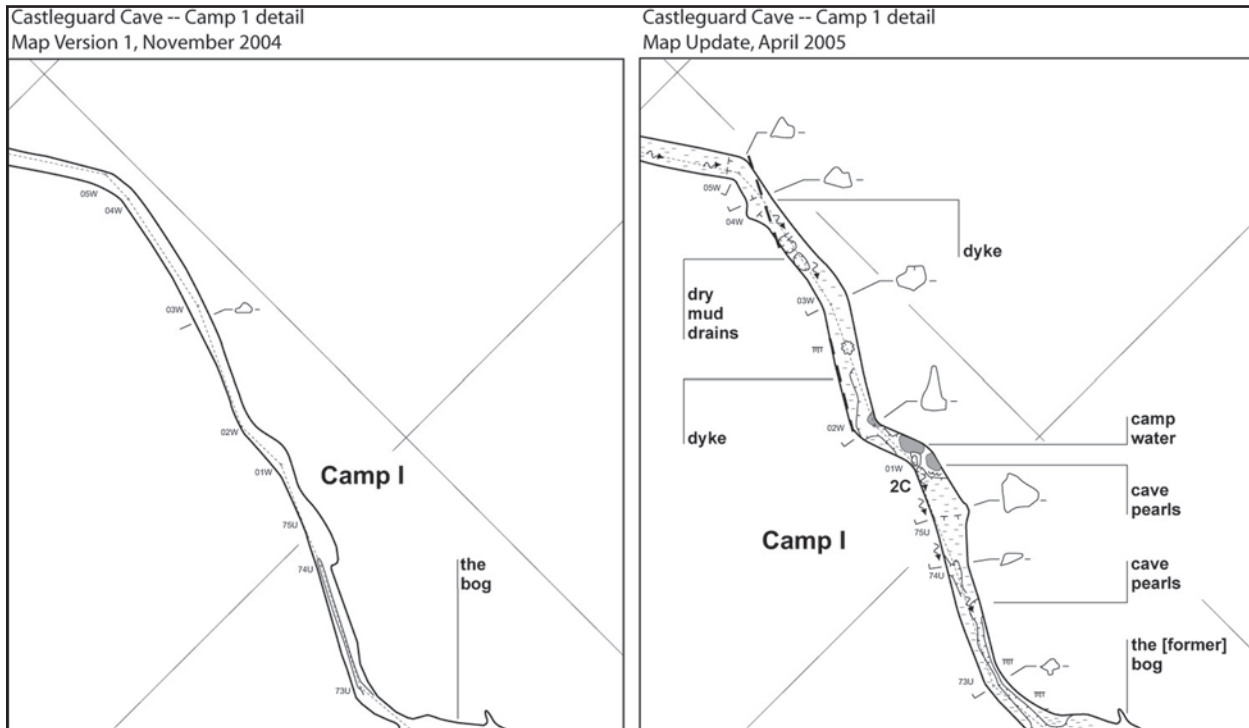 Castleguard Cave -- Camp 1 detail
Map Version 1, November 2004
05W
04W
03W
02W
01W
Camp I
75U
74U
the
bog
73U
Castleguard Cave -- Camp 1 detail
Map Update, April 2005
05W
04W
dyke
dry
mud
drains
03W
dyke
02W
camp
water
01W
2C
cave
pearls
75U
Camp I
74U
cave
pearls
the [former]
bog
73U